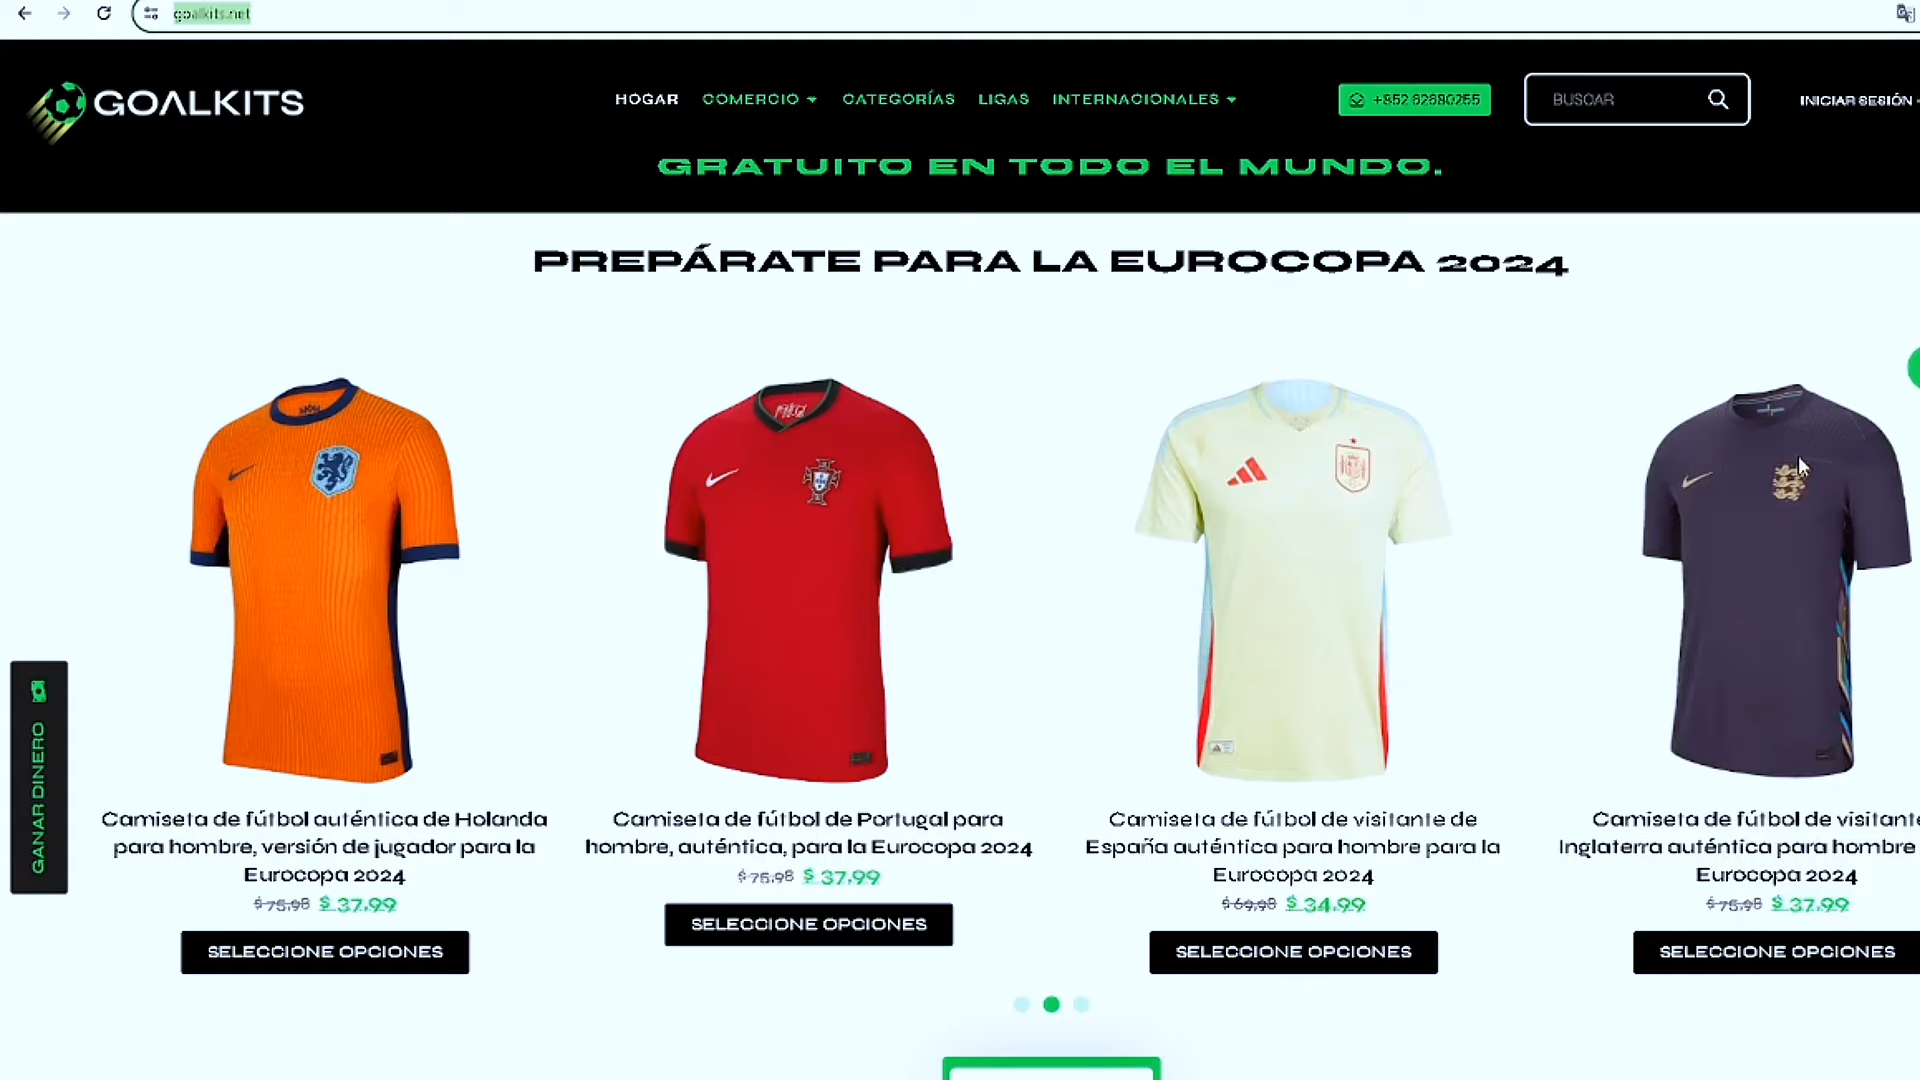 goalkits.net
GOALKITS
HOGAR COMERCIO CATEGORÍAS LIGAS INTERNACIONALES
+852 62680255
BUSCAR
INICIAR SESIÓN
GRATUITO EN TODO EL MUNDO.
PREPÁRATE PARA LA EUROCOPA 2024
GANAR DINERO
Camiseta de fútbol auténtica de Holanda
para hombre, versión de jugador para la
Eurocopa 2024
$ 75,98 $ 37,99
SELECCIONE OPCIONES
Camiseta de fútbol de Portugal para
hombre, auténtica, para la Eurocopa 2024
$ 75,98 $ 37,99
SELECCIONE OPCIONES
Camiseta de fútbol de visitante de
España auténtica para hombre para la
Eurocopa 2024
$ 69,98 $ 34,99
SELECCIONE OPCIONES
Camiseta de fútbol de visitante
Inglaterra auténtica para hombre
Eurocopa 2024
$ 75,98 $ 37,99
SELECCIONE OPCIONES